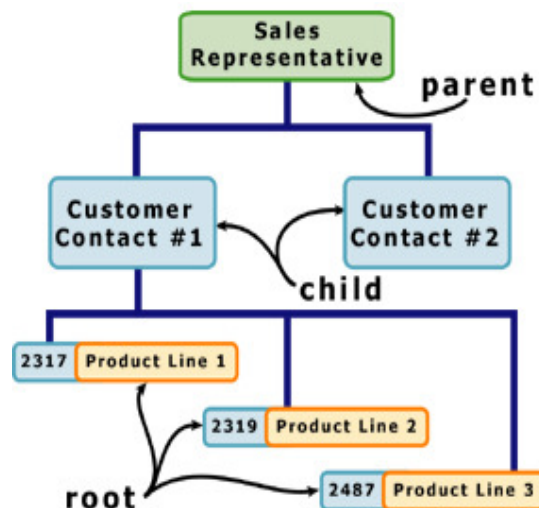 Sales
Representative
parent
Customer
Contact #1
Customer
Contact #2
child
2317 Product Line 1
2319 Product Line 2
root
2487 Product Line 3